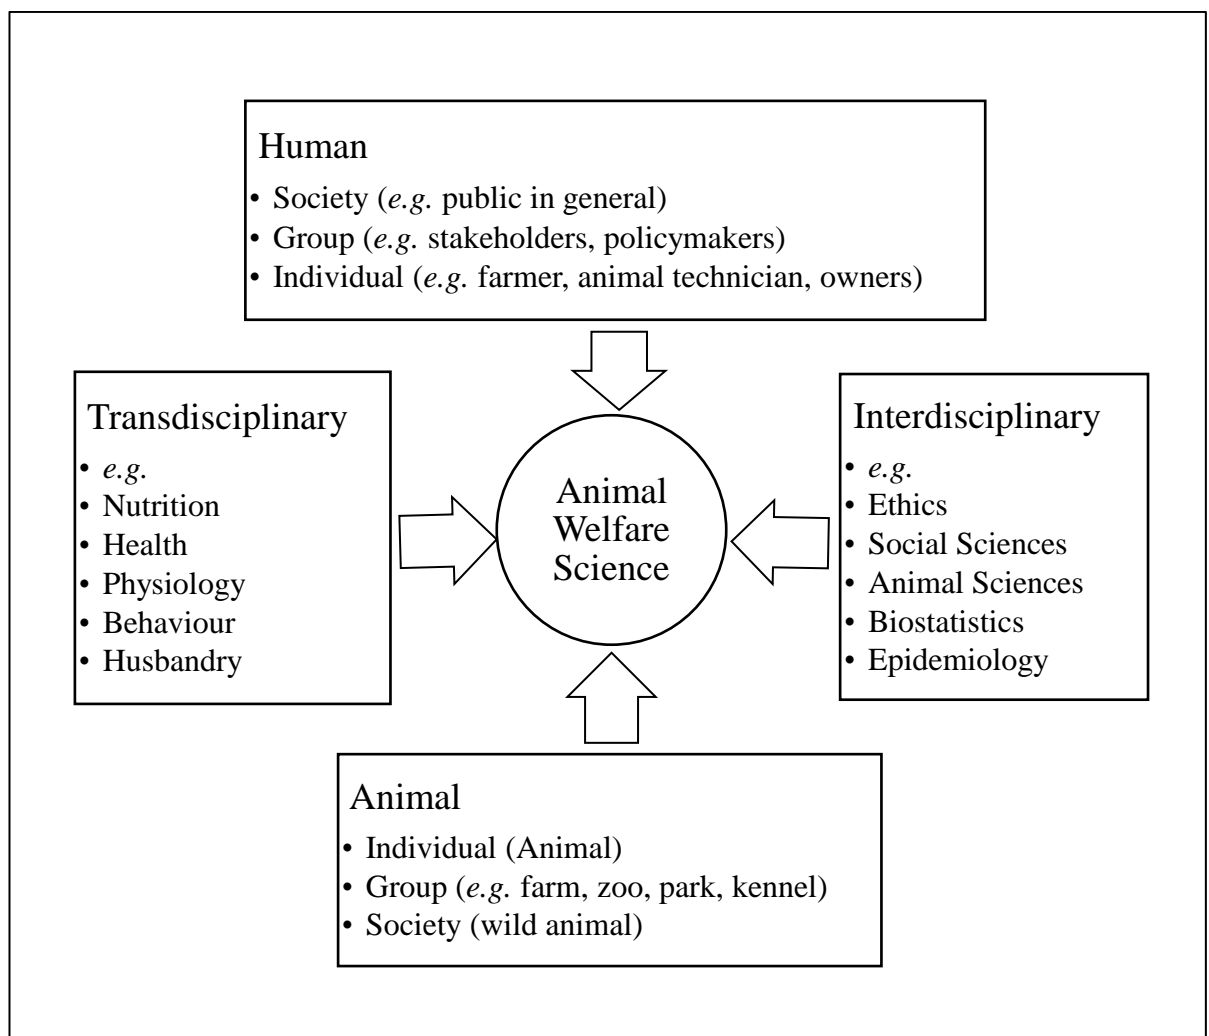 Human
• Society (e.g. public in general)
• Group (e.g. stakeholders, policymakers)
• Individual (e.g. farmer, animal technician, owners)
Transdisciplinary
• e.g.
• Nutrition
• Health
• Physiology
• Behaviour
• Husbandry
Animal
Welfare
Science
Interdisciplinary
• e.g.
• Ethics
• Social Sciences
• Animal Sciences
• Biostatistics
• Epidemiology
Animal
• Individual (Animal)
• Group (e.g. farm, zoo, park, kennel)
• Society (wild animal)